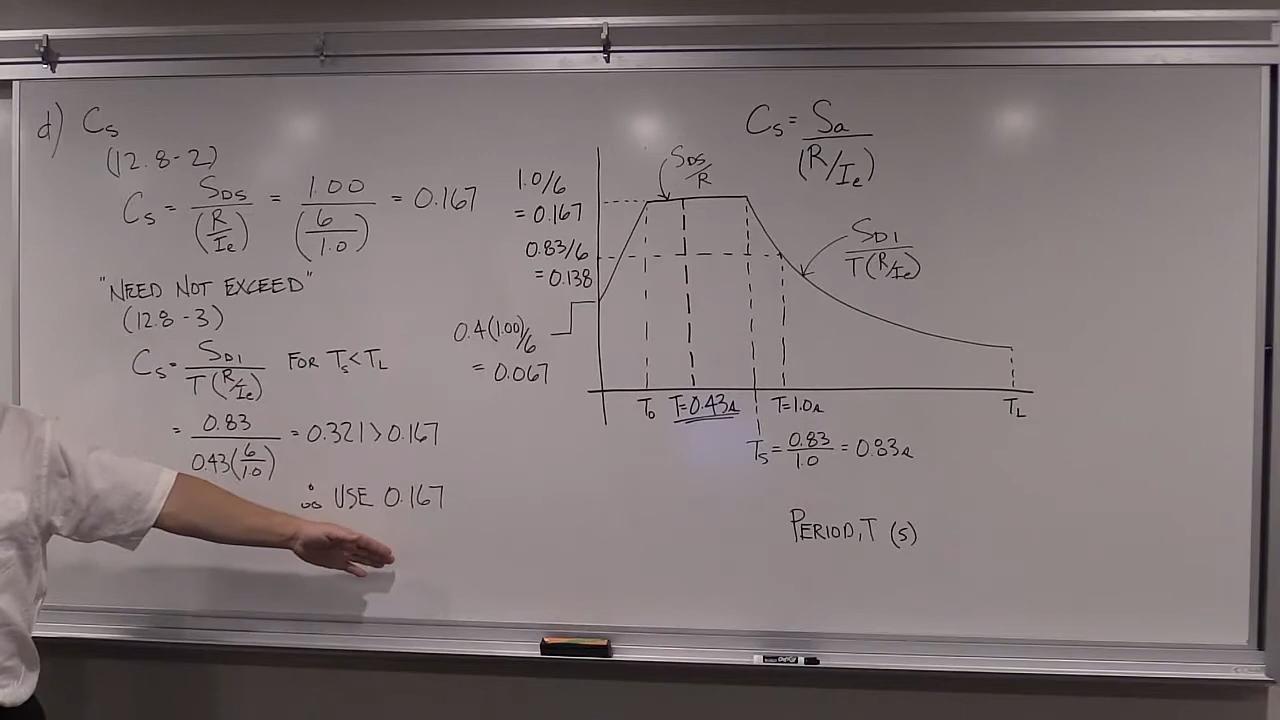 d) Cs
(12.8-2)
Cs = SDS/(R/Ie) = 1.00/(6/1.0) = 0.167
"NEED NOT EXCEED"
(12.8-3)
Cs = SD1/T(R/Ie) FOR Ts<TL
= 0.83/0.43(6/1.0) = 0.321>0.167
∴ USE 0.167
Cs = Sa/(R/Ie)
SDS/R
1.0/6
= 0.167
0.83/6
= 0.138
0.4(1.00)/6
= 0.067
SD1/T(R/Ie)
T0 T=0.43s T=1.0s TL
Ts = 0.83/1.0 = 0.83s
PERIOD, T (s)